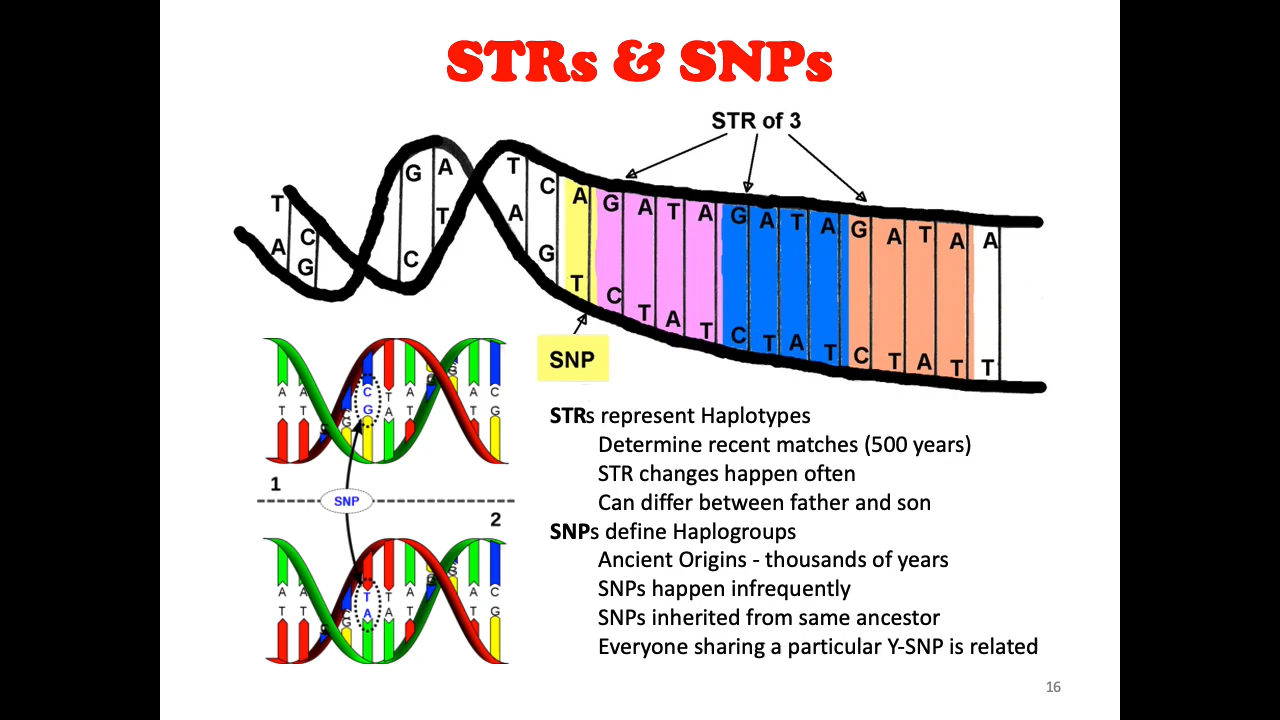 STRs & SNPs
STR of 3
T C G A T C A G A T A G A T A G A T A A
A G C T A G T C T A T C T A T C T A T T
SNP
A A C T A A C
T T G G A T T G
1
SNP
2
A A T T A A C
T T G A A T T G
STRs represent Haplotypes
Determine recent matches (500 years)
STR changes happen often
Can differ between father and son
SNPs define Haplogroups
Ancient Origins - thousands of years
SNPs happen infrequently
SNPs inherited from same ancestor
Everyone sharing a particular Y-SNP is related
16